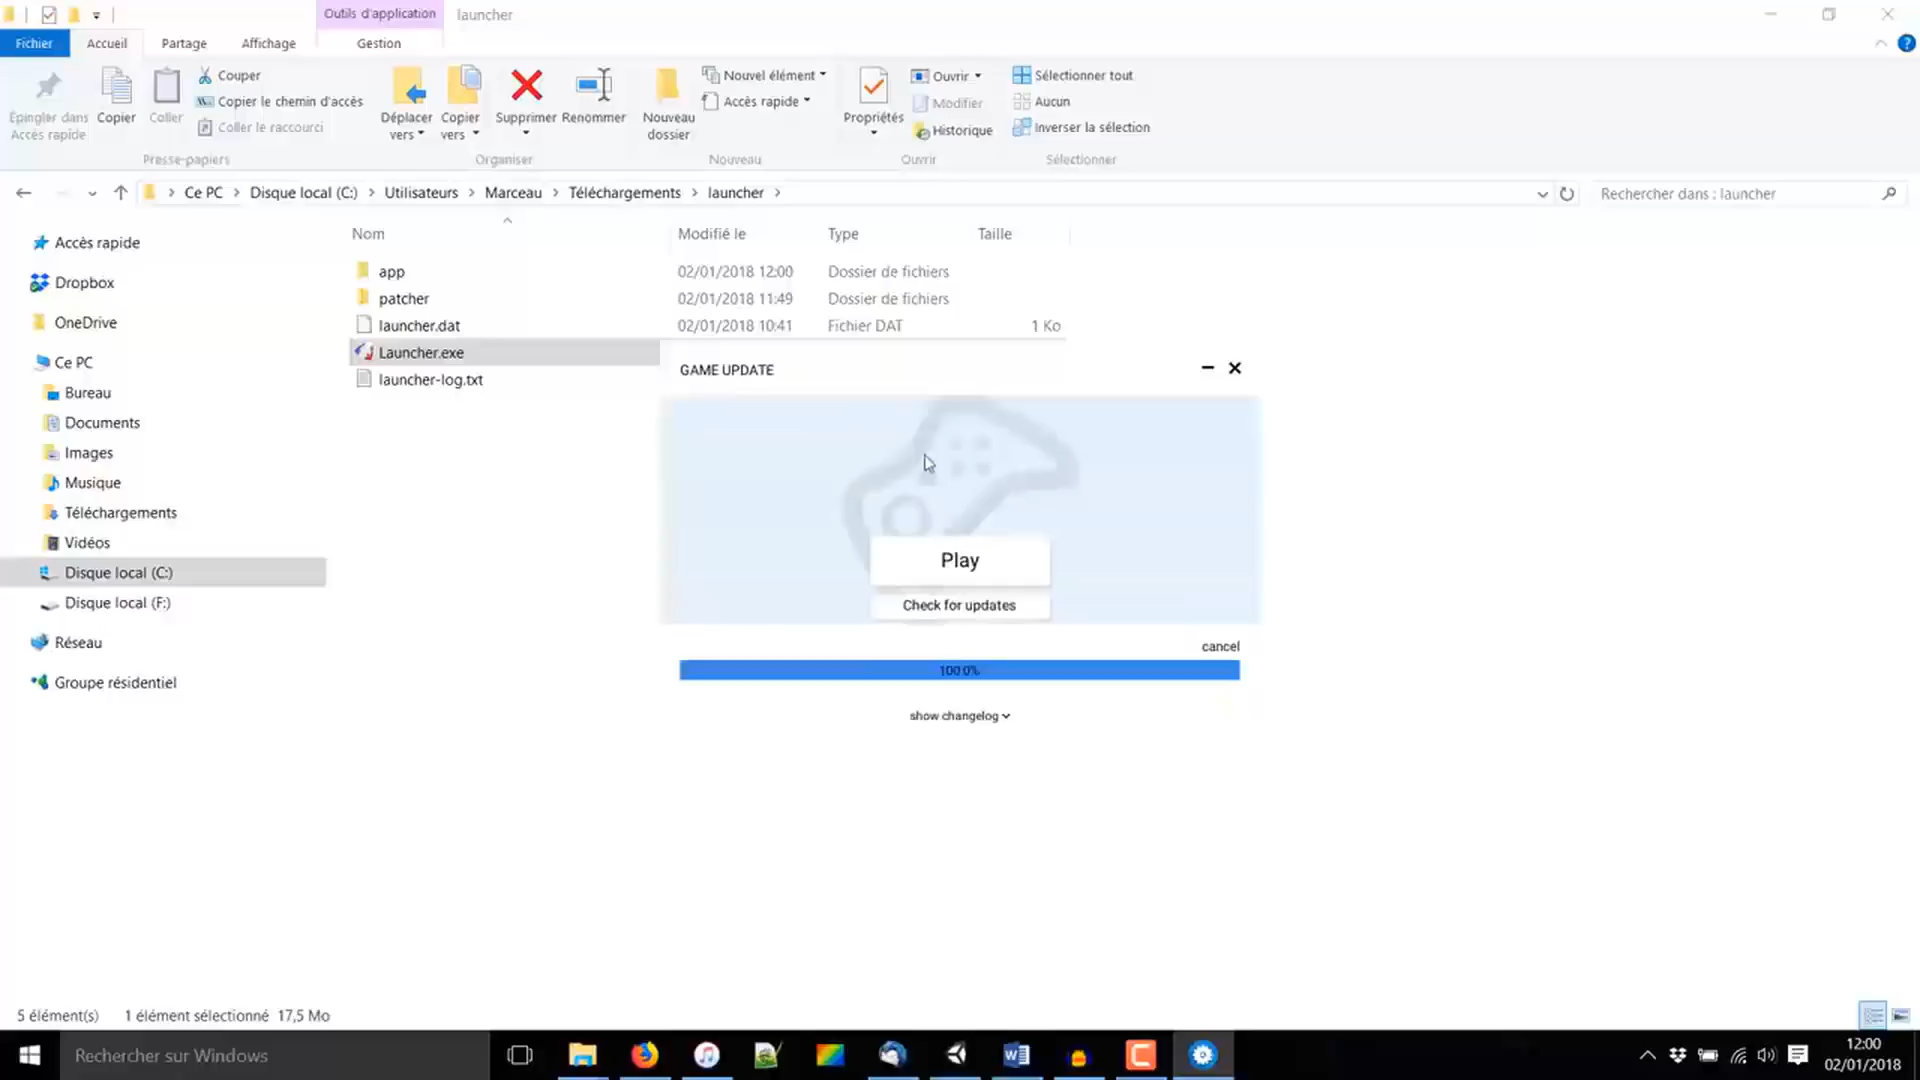 Outils d'application launcher
Fichier Accueil Partage Affichage Gestion
Épingler dans Accès rapide
Copier
Coller
Couper
Copier le chemin d'accès
Coller le raccourci
Déplacer vers
Copier vers
Supprimer
Renommer
Nouveau dossier
Nouvel élément
Accès rapide
Propriétés
Ouvrir
Modifier
Historique
Sélectionner tout
Aucun
Inverser la sélection
Presse-papiers Organiser Nouveau Ouvrir Sélectionner
Ce PC > Disque local (C:) > Utilisateurs > Marceau > Téléchargements > launcher >
Rechercher dans : launcher
Accès rapide
Dropbox
OneDrive
Ce PC
Bureau
Documents
Images
Musique
Téléchargements
Vidéos
Disque local (C:)
Disque local (F:)
Réseau
Groupe résidentiel
Nom Modifié le Type Taille
app 02/01/2018 12:00 Dossier de fichiers
patcher 02/01/2018 11:49 Dossier de fichiers
launcher.dat 02/01/2018 10:41 Fichier DAT 1 Ko
Launcher.exe
launcher-log.txt
GAME UPDATE
Play
Check for updates
cancel
100.0%
show changelog
5 élément(s) 1 élément sélectionné 17,5 Mo
Rechercher sur Windows
12:00
02/01/2018